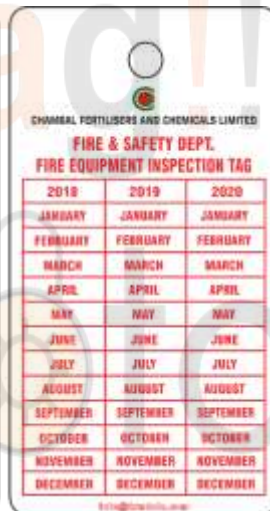 CHAMBAL FERTILISERS AND CHEMICALS LIMITED
FIRE & SAFETY DEPT.
FIRE EQUIPMENT INSPECTION TAG
2018 2019 2020
JANUARY JANUARY JANUARY
FEBRUARY FEBRUARY FEBRUARY
MARCH MARCH MARCH
APRIL APRIL APRIL
MAY MAY MAY
JUNE JUNE JUNE
JULY JULY JULY
AUGUST AUGUST AUGUST
SEPTEMBER SEPTEMBER SEPTEMBER
OCTOBER OCTOBER OCTOBER
NOVEMBER NOVEMBER NOVEMBER
DECEMBER DECEMBER DECEMBER